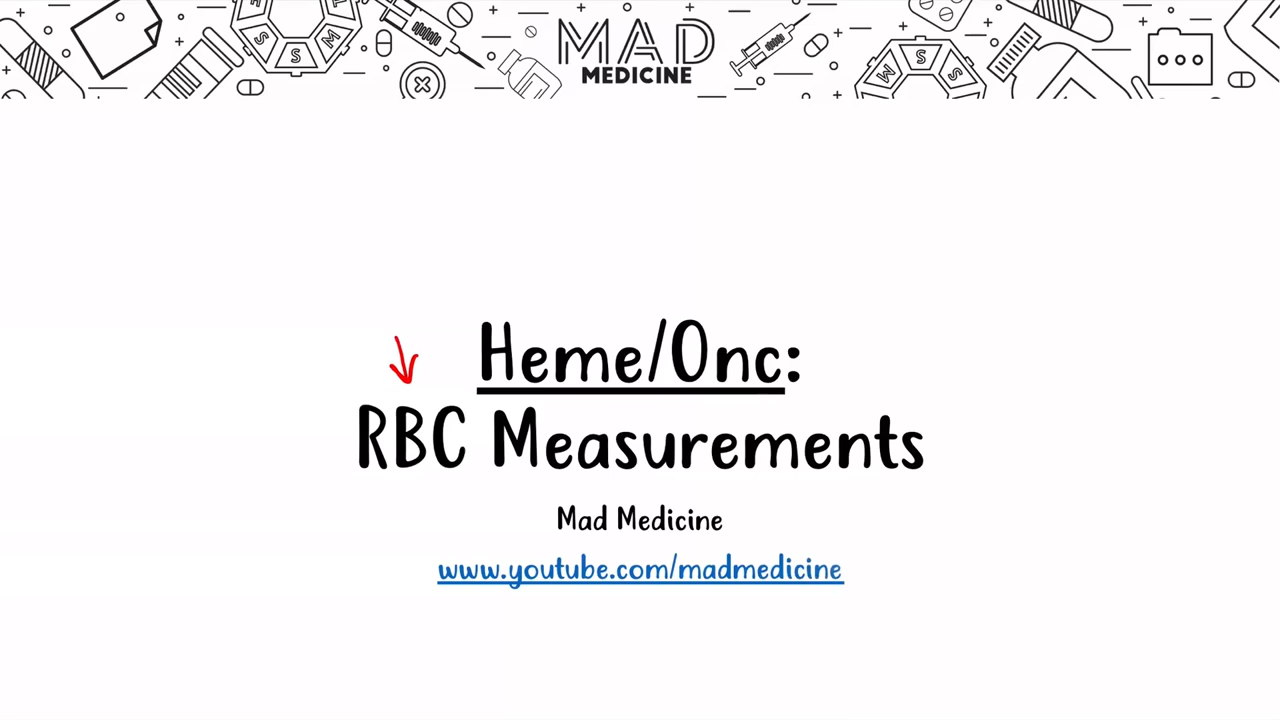 MAD
MEDICINE
E
S
S
M
T
M
S
S
Heme/Onc:
RBC Measurements
Mad Medicine
www.youtube.com/madmedicine